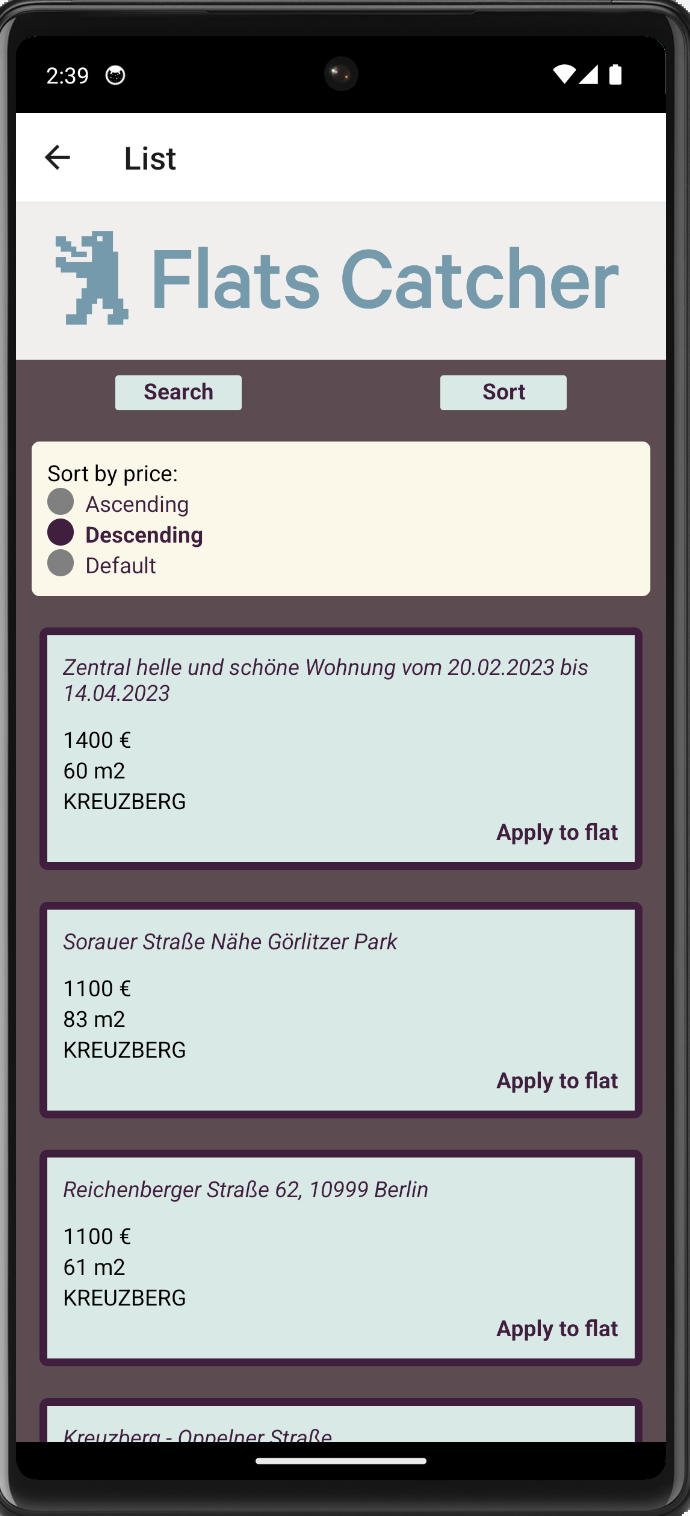 2:39
List
Flats Catcher
Search
Sort
Sort by price:
Ascending
Descending
Default
Zentral helle und schöne Wohnung vom 20.02.2023 bis
14.04.2023
1400 €
60 m2
KREUZBERG
Apply to flat
Sorauer Straße Nähe Görlitzer Park
1100 €
83 m2
KREUZBERG
Apply to flat
Reichenberger Straße 62, 10999 Berlin
1100 €
61 m2
KREUZBERG
Apply to flat
Kreuzberg - Oppelner Straße